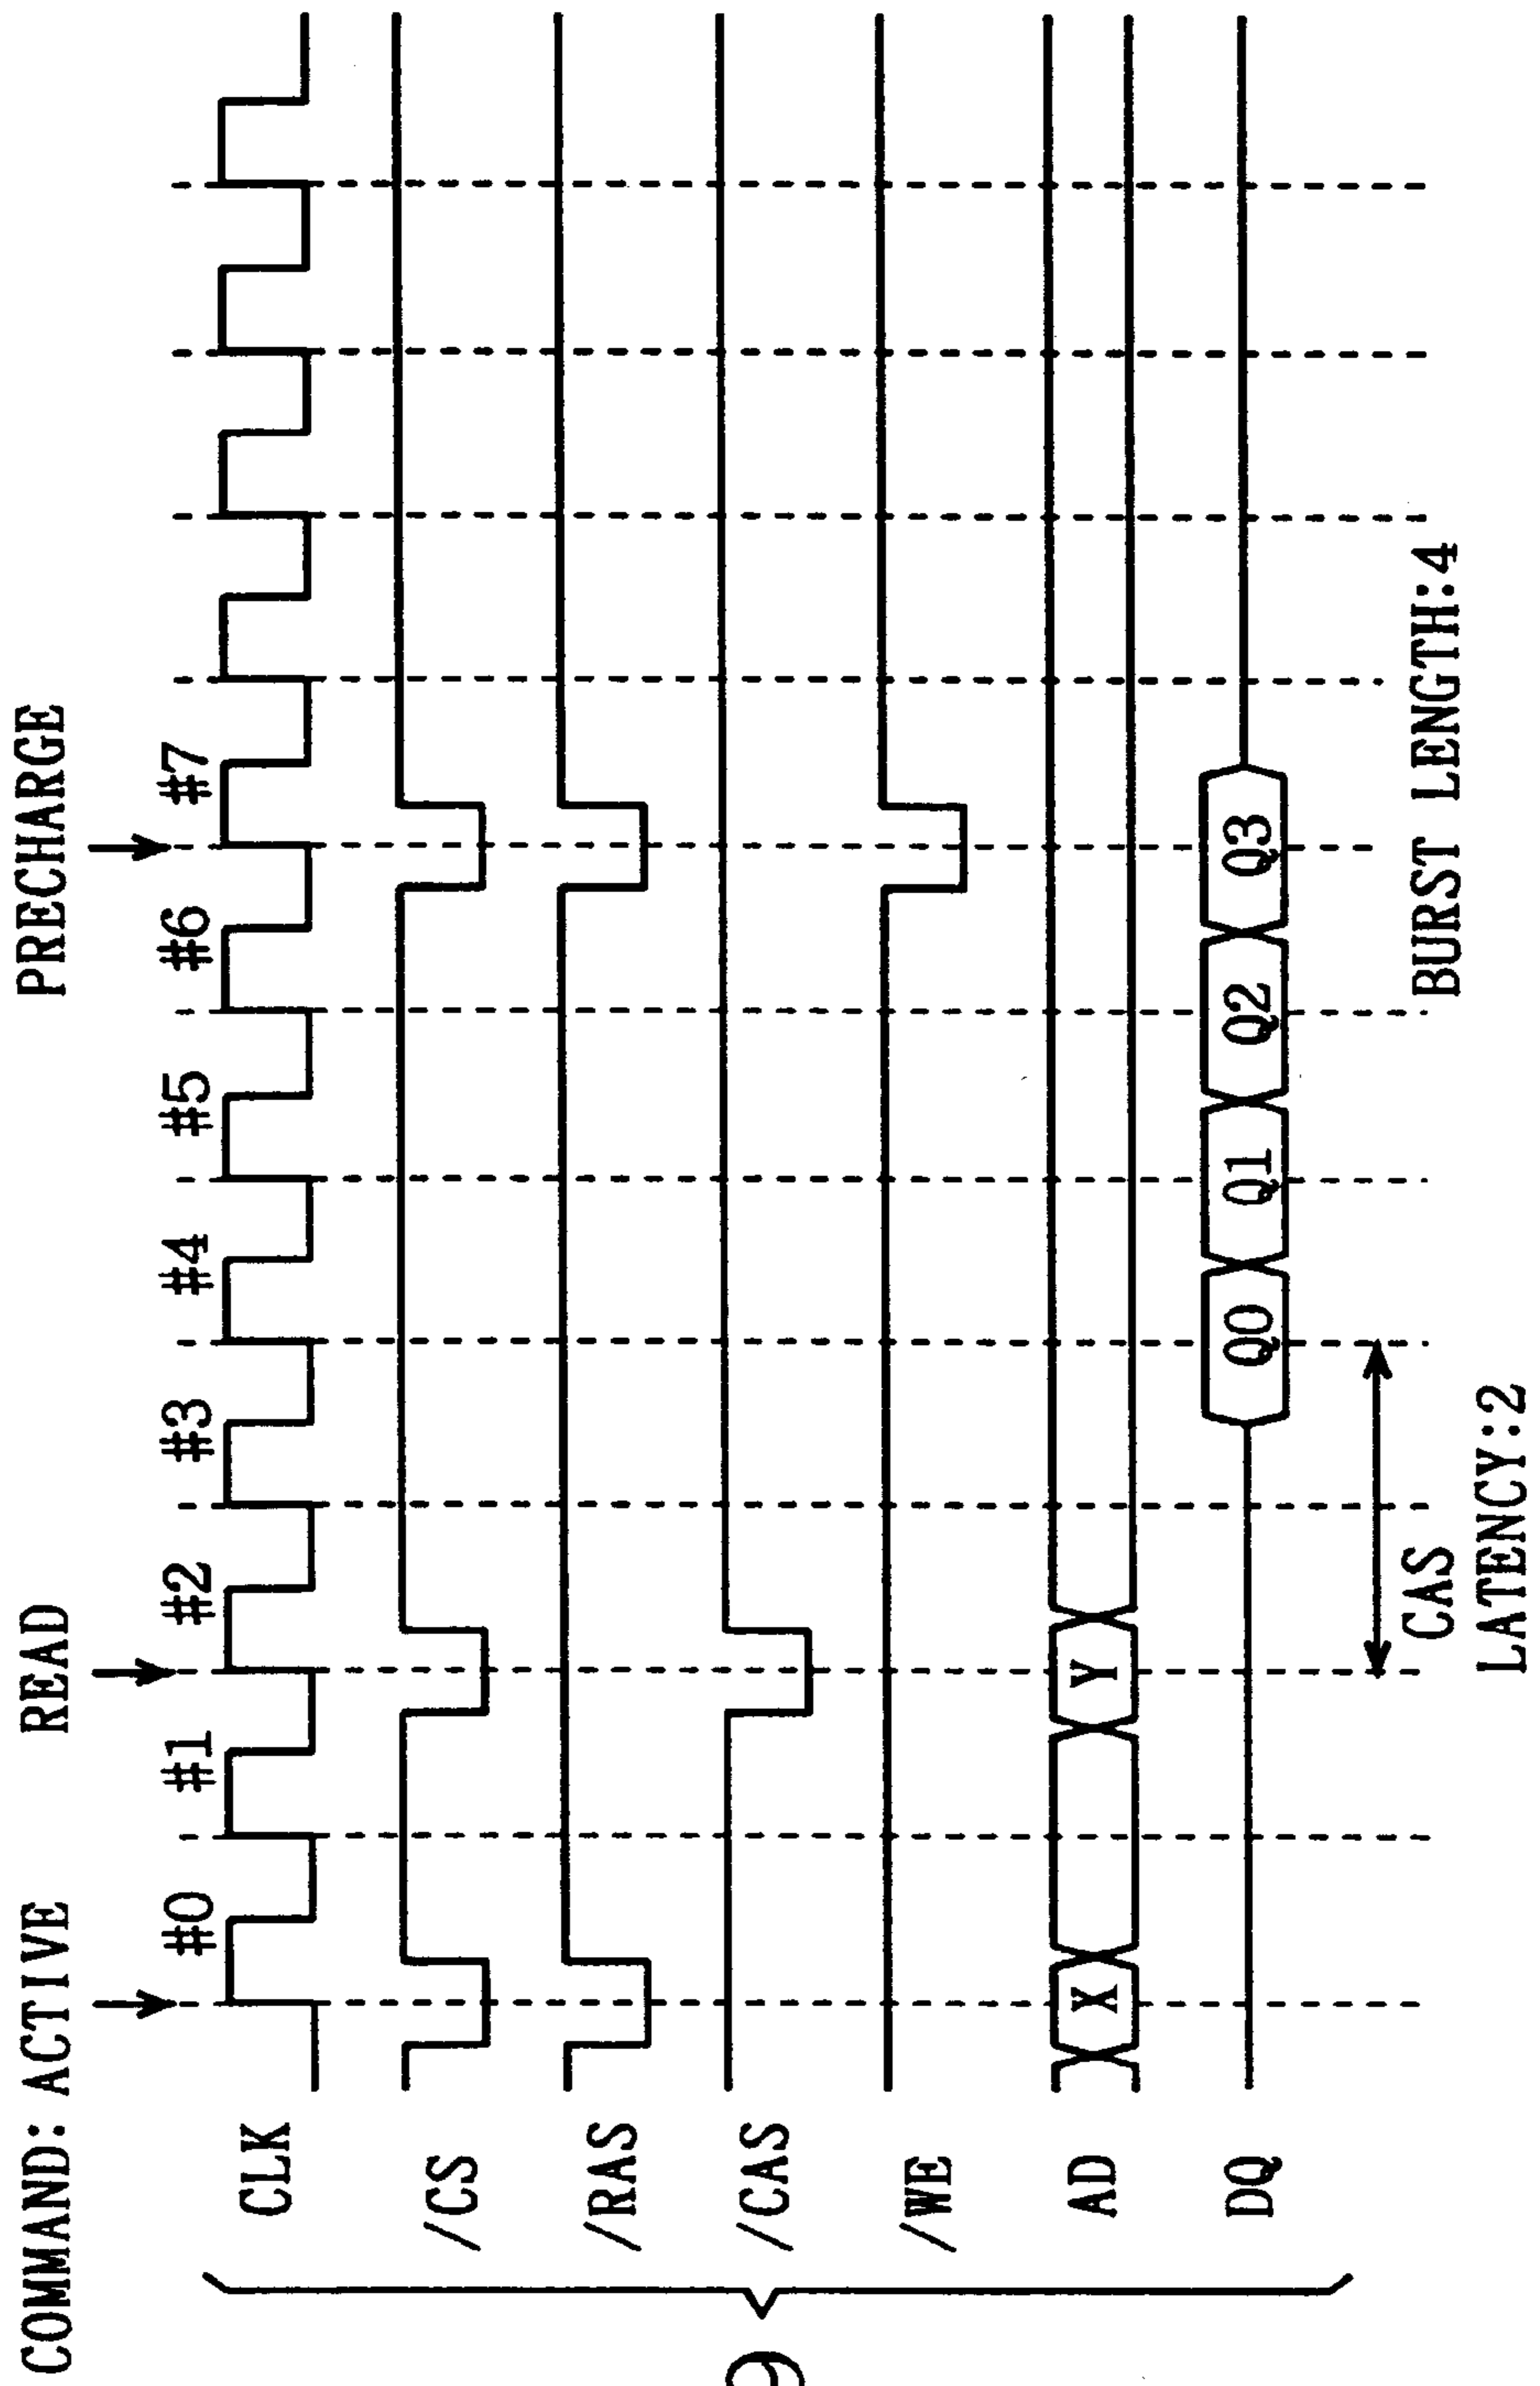 COMMAND: ACTIVE READ PRECHARGE
#0 #1 #2 #3 #4 #5 #6 #7
CLK
/CS
/RAS
/CAS
/WE
AD X Y
DQ Q0 Q1 Q2 Q3
CAS
LATENCY:2
BURST LENGTH:4